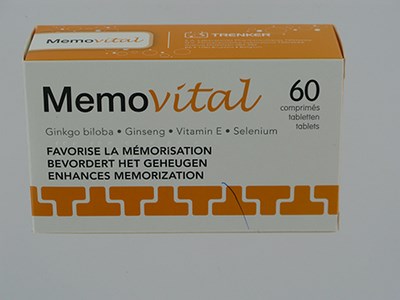 Memovital
TRENKER
Memovital
60
comprimés
tabletten
tablets
Ginkgo biloba • Ginseng • Vitamin E • Selenium
FAVORISE LA MÉMORISATION
BEVORDERT HET GEHEUGEN
ENHANCES MEMORIZATION